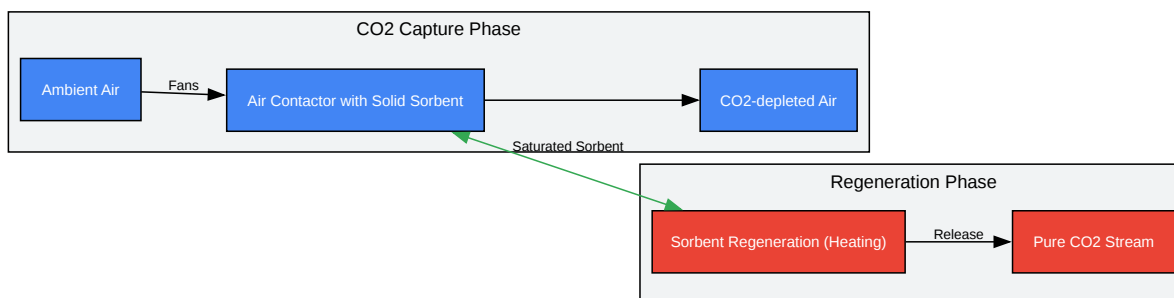 CO2 Capture Phase
Ambient Air
Fans
Air Contactor with Solid Sorbent
CO2-depleted Air
Saturated Sorbent
Regeneration Phase
Sorbent Regeneration (Heating)
Release
Pure CO2 Stream